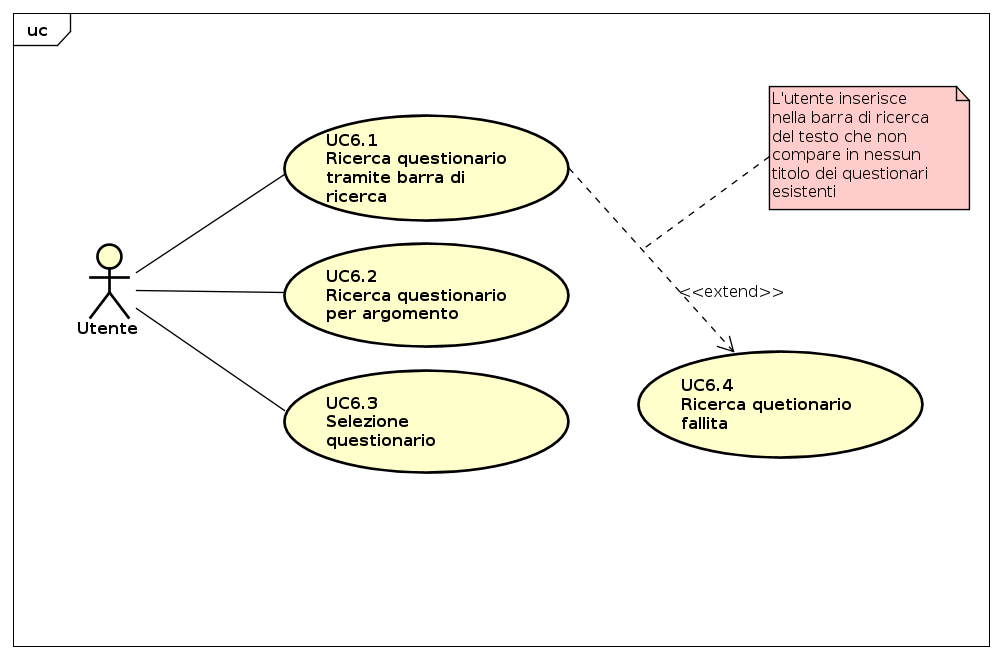 uc
L'utente inserisce
nella barra di ricerca
del testo che non
compare in nessun
titolo dei questionari
esistenti
UC6.1
Ricerca questionario
tramite barra di
ricerca
UC6.2
Ricerca questionario
per argomento
<<extend>>
Utente
UC6.3
Selezione
questionario
UC6.4
Ricerca quetionario
fallita